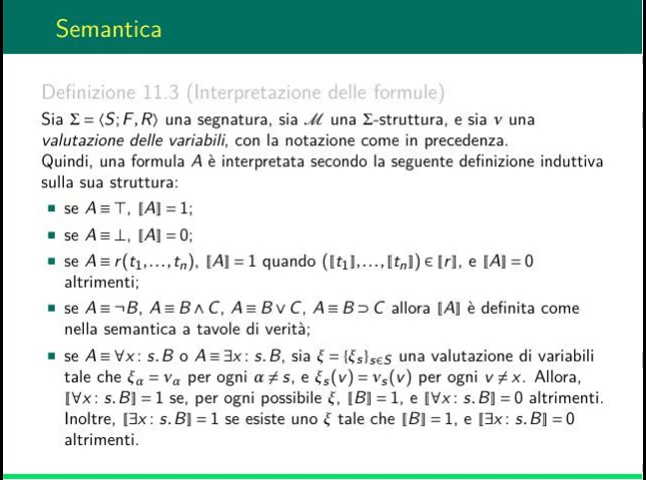 Semantica
Definizione 11.3 (Interpretazione delle formule)
Sia Σ = ⟨S; F, R⟩ una segnatura, sia ℳ una Σ-struttura, e sia ν una
valutazione delle variabili, con la notazione come in precedenza.
Quindi, una formula A è interpretata secondo la seguente definizione induttiva
sulla sua struttura:
■ se A ≡ ⊤, ⟦A⟧ = 1;
■ se A ≡ ⊥, ⟦A⟧ = 0;
■ se A ≡ r(t₁,...,tₙ), ⟦A⟧ = 1 quando (⟦t₁⟧,...,⟦tₙ⟧) ∈ ⟦r⟧, e ⟦A⟧ = 0
altrimenti;
■ se A ≡ ¬B, A ≡ B ∧ C, A ≡ B ∨ C, A ≡ B ⊃ C allora ⟦A⟧ è definita come
nella semantica a tavole di verità;
■ se A ≡ ∀x: s. B o A ≡ ∃x: s. B, sia ξ = {ξₛ}ₛ∈S una valutazione di variabili
tale che ξα = να per ogni α ≠ s, e ξₛ(v) = νₛ(v) per ogni v ≠ x. Allora,
⟦∀x: s. B⟧ = 1 se, per ogni possibile ξ, ⟦B⟧ = 1, e ⟦∀x: s. B⟧ = 0 altrimenti.
Inoltre, ⟦∃x: s. B⟧ = 1 se esiste uno ξ tale che ⟦B⟧ = 1, e ⟦∃x: s. B⟧ = 0
altrimenti.